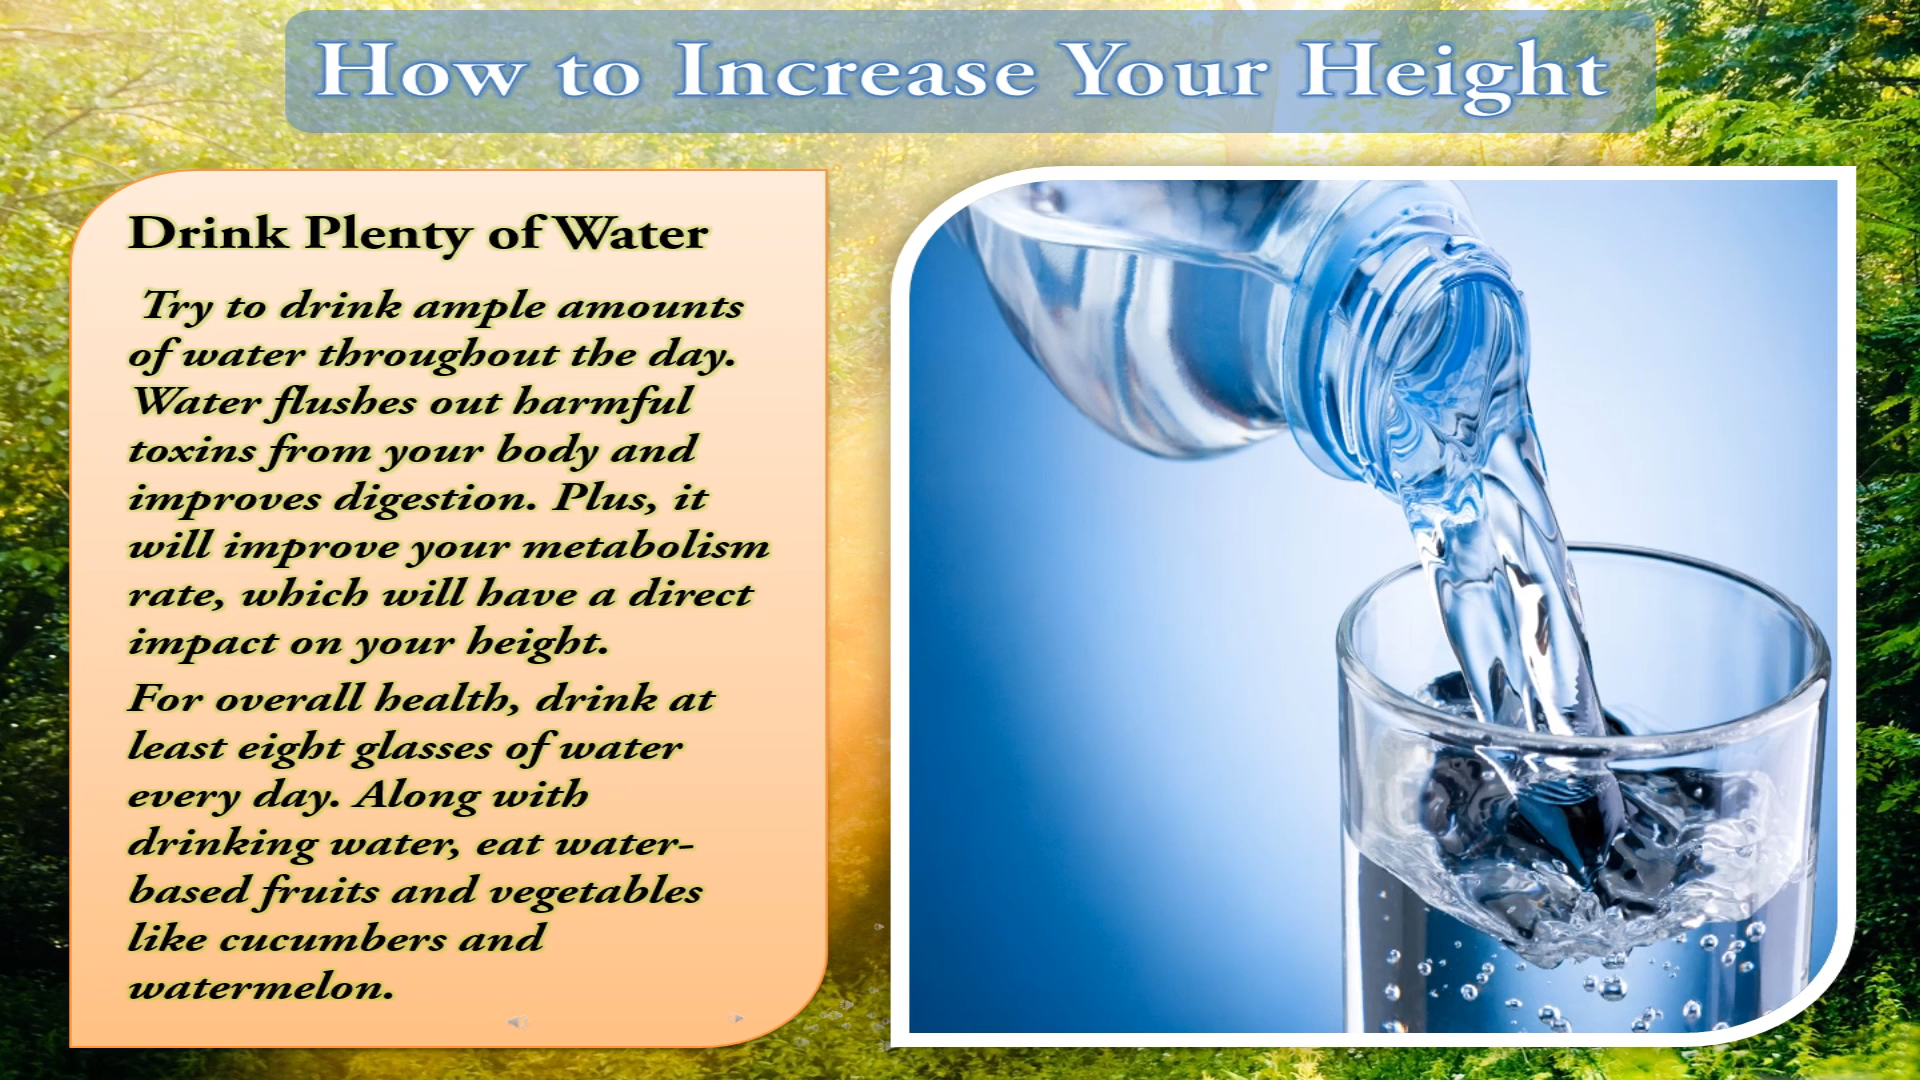 How to Increase Your Height
Drink Plenty of Water
Try to drink ample amounts
of water throughout the day.
Water flushes out harmful
toxins from your body and
improves digestion. Plus, it
will improve your metabolism
rate, which will have a direct
impact on your height.
For overall health, drink at
least eight glasses of water
every day. Along with
drinking water, eat water-
based fruits and vegetables
like cucumbers and
watermelon.